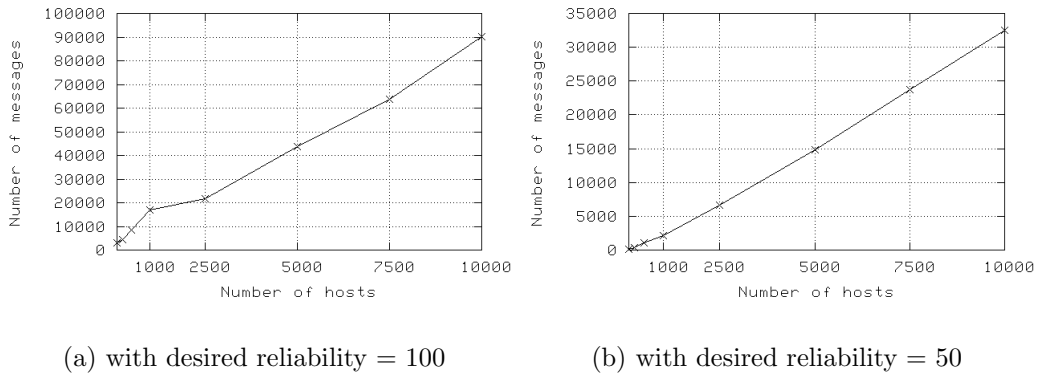 100000
90000
80000
70000
60000
50000
40000
30000
20000
10000
0
Number of messages
1000 2500 5000 7500 10000
Number of hosts
(a) with desired reliability = 100
35000
30000
25000
20000
15000
10000
5000
0
Number of messages
1000 2500 5000 7500 10000
Number of hosts
(b) with desired reliability = 50